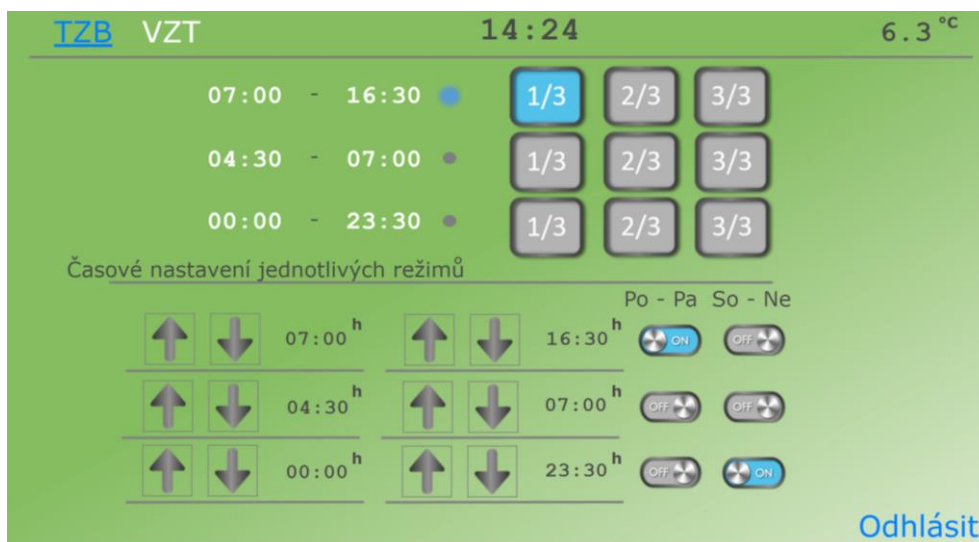 TZB VZT 14:24 6.3 °C
07:00 - 16:30 1/3 2/3 3/3
04:30 - 07:00 1/3 2/3 3/3
00:00 - 23:30 1/3 2/3 3/3
Časové nastavení jednotlivých režimů
Po - Pa So - Ne
07:00 h 16:30 h ON OFF
04:30 h 07:00 h OFF OFF
00:00 h 23:30 h OFF ON
Odhlásit